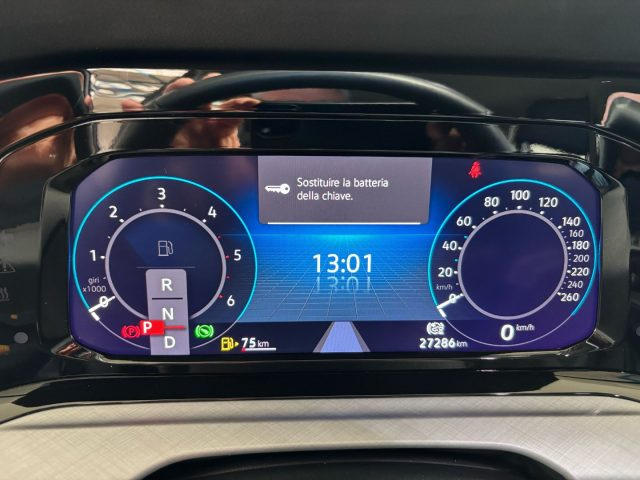 Sostituire la batteria
della chiave.
1
2
3
4
5
6
0
giri
x1000
R
N
D
P
(P)
13:01
75 km
27286 km
0
20
40
60
80
100
120
140
160
180
200
220
240
260
km/h
0 km/h